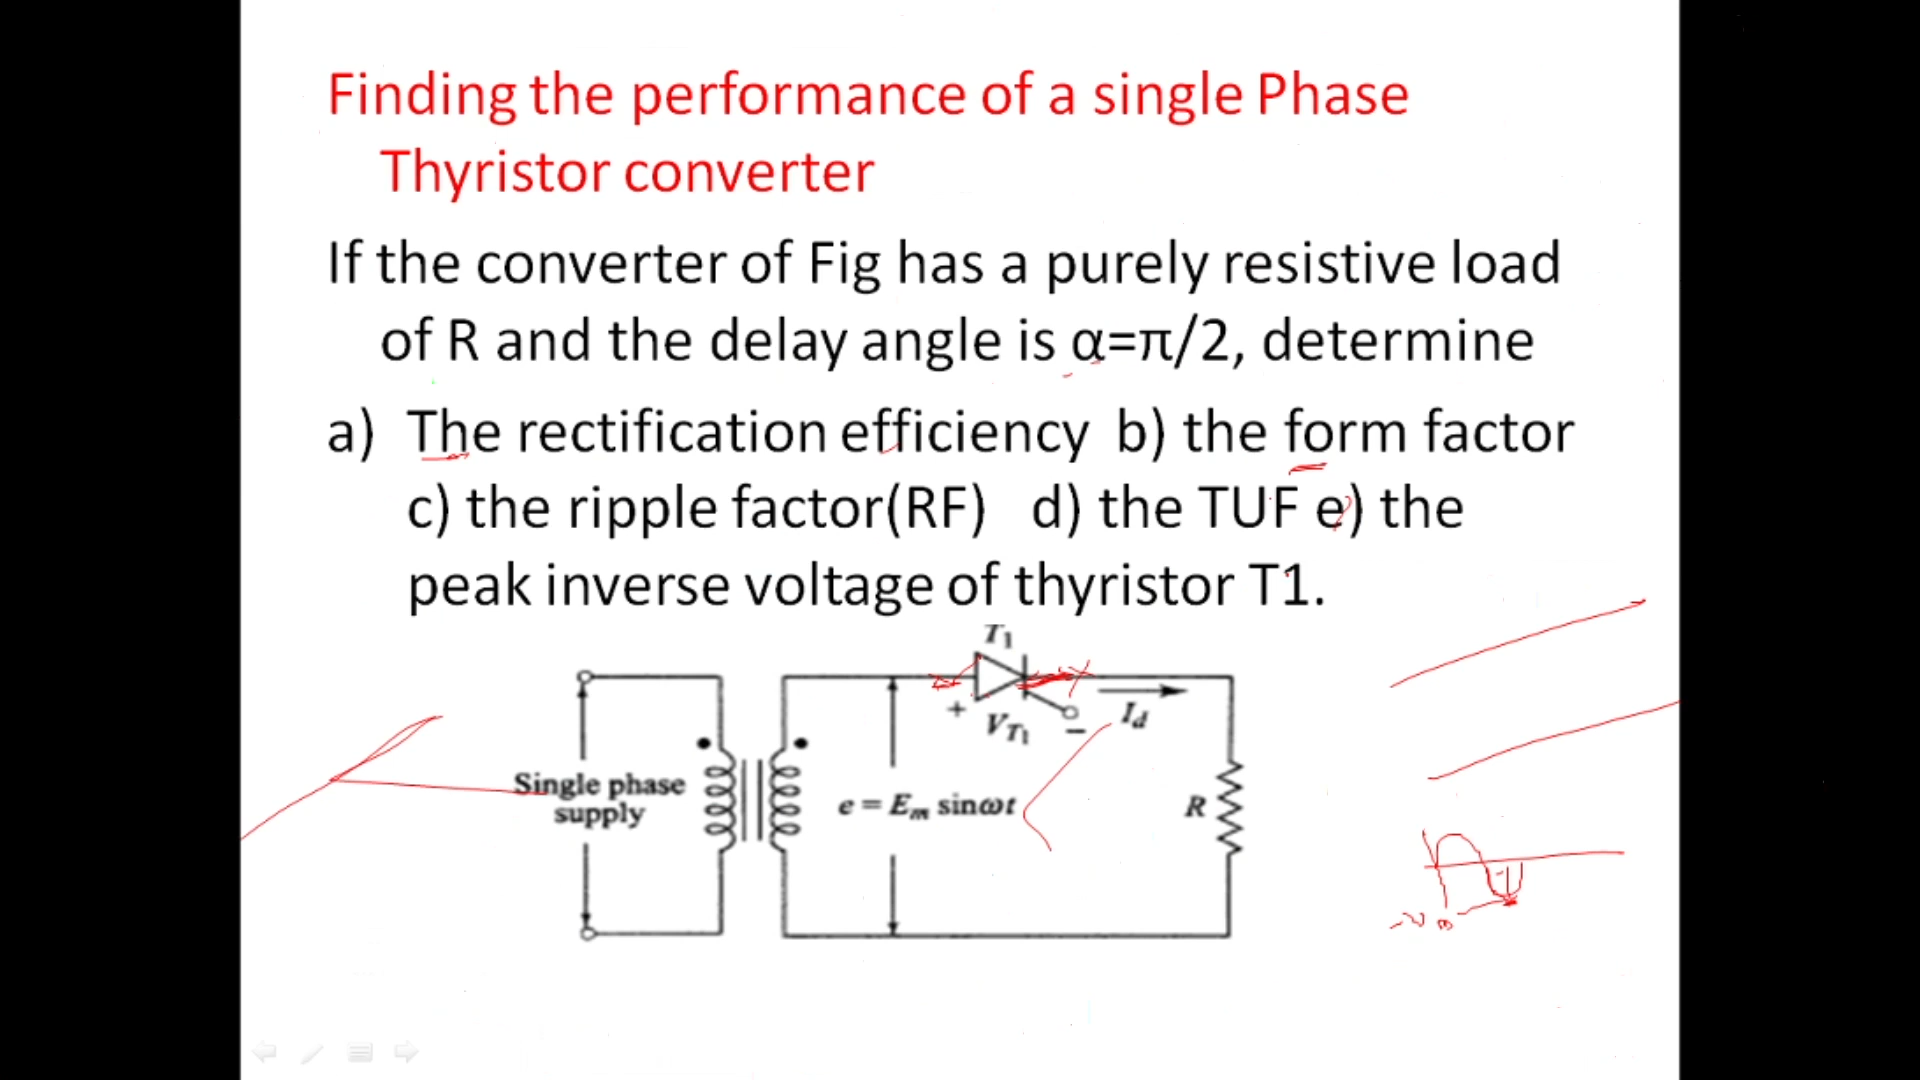 Finding the performance of a single Phase
Thyristor converter
If the converter of Fig has a purely resistive load
of R and the delay angle is α=π/2, determine
a) The rectification efficiency b) the form factor
c) the ripple factor(RF) d) the TUF e) the
peak inverse voltage of thyristor T1.
T1
+ VT1 −
Id
Single phase
supply
e = Em sinωt
R